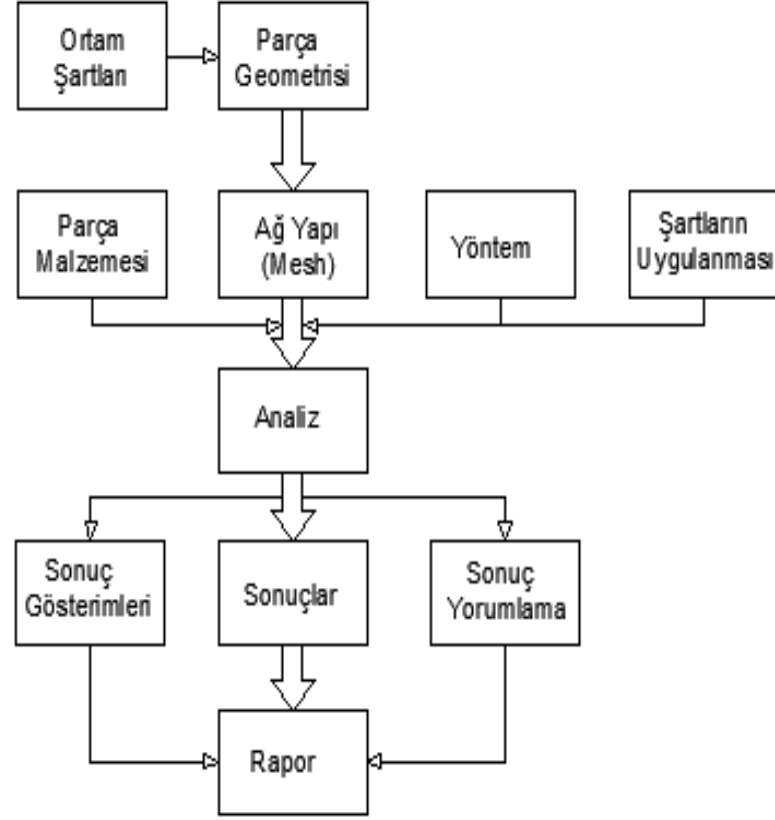 Ortam
Şartları
Parça
Geometrisi
Parça
Malzemesi
Ağ Yapı
(Mesh)
Yöntem
Şartların
Uygulanması
Analiz
Sonuç
Gösterimleri
Sonuçlar
Sonuç
Yorumlama
Rapor